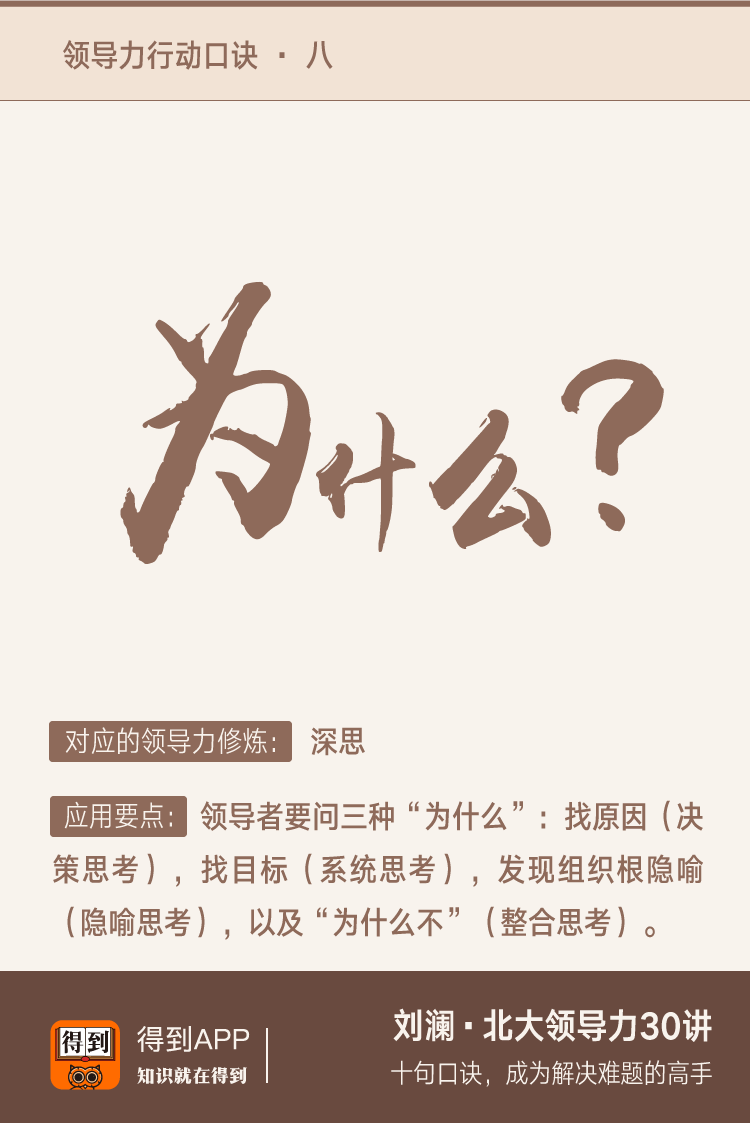 领导力行动口诀 · 八
为什么?
对应的领导力修炼: 深思
应用要点: 领导者要问三种“为什么”: 找原因(决
策思考), 找目标(系统思考), 发现组织根隐喻
(隐喻思考), 以及“为什么不”(整合思考)。
得到
得到APP
知识就在得到
刘澜·北大领导力30讲
十句口诀, 成为解决难题的高手